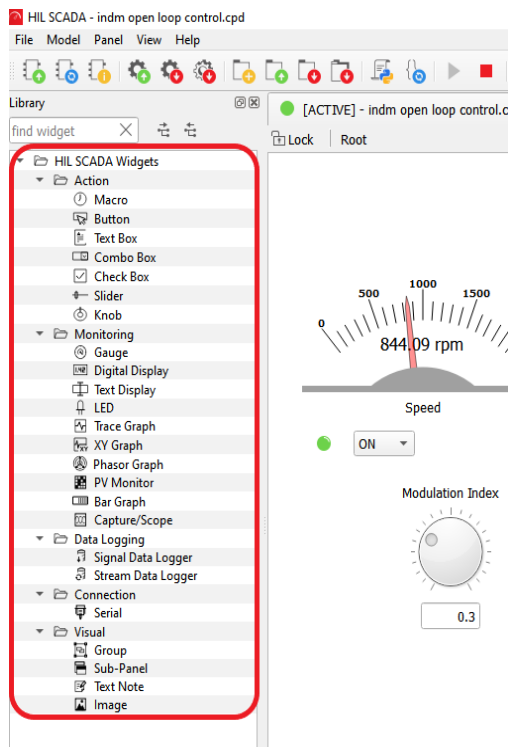 HIL SCADA - indm open loop control.cpd
File Model Panel View Help
Library
find widget
[ACTIVE] - indm open loop control.c
Lock Root
HIL SCADA Widgets
Action
Macro
Button
Text Box
Combo Box
Check Box
Slider
Knob
Monitoring
Gauge
Digital Display
Text Display
LED
Trace Graph
XY Graph
Phasor Graph
PV Monitor
Bar Graph
Capture/Scope
Data Logging
Signal Data Logger
Stream Data Logger
Connection
Serial
Visual
Group
Sub-Panel
Text Note
Image
0 500 1000 1500
844.09 rpm
Speed
ON
Modulation Index
0.3